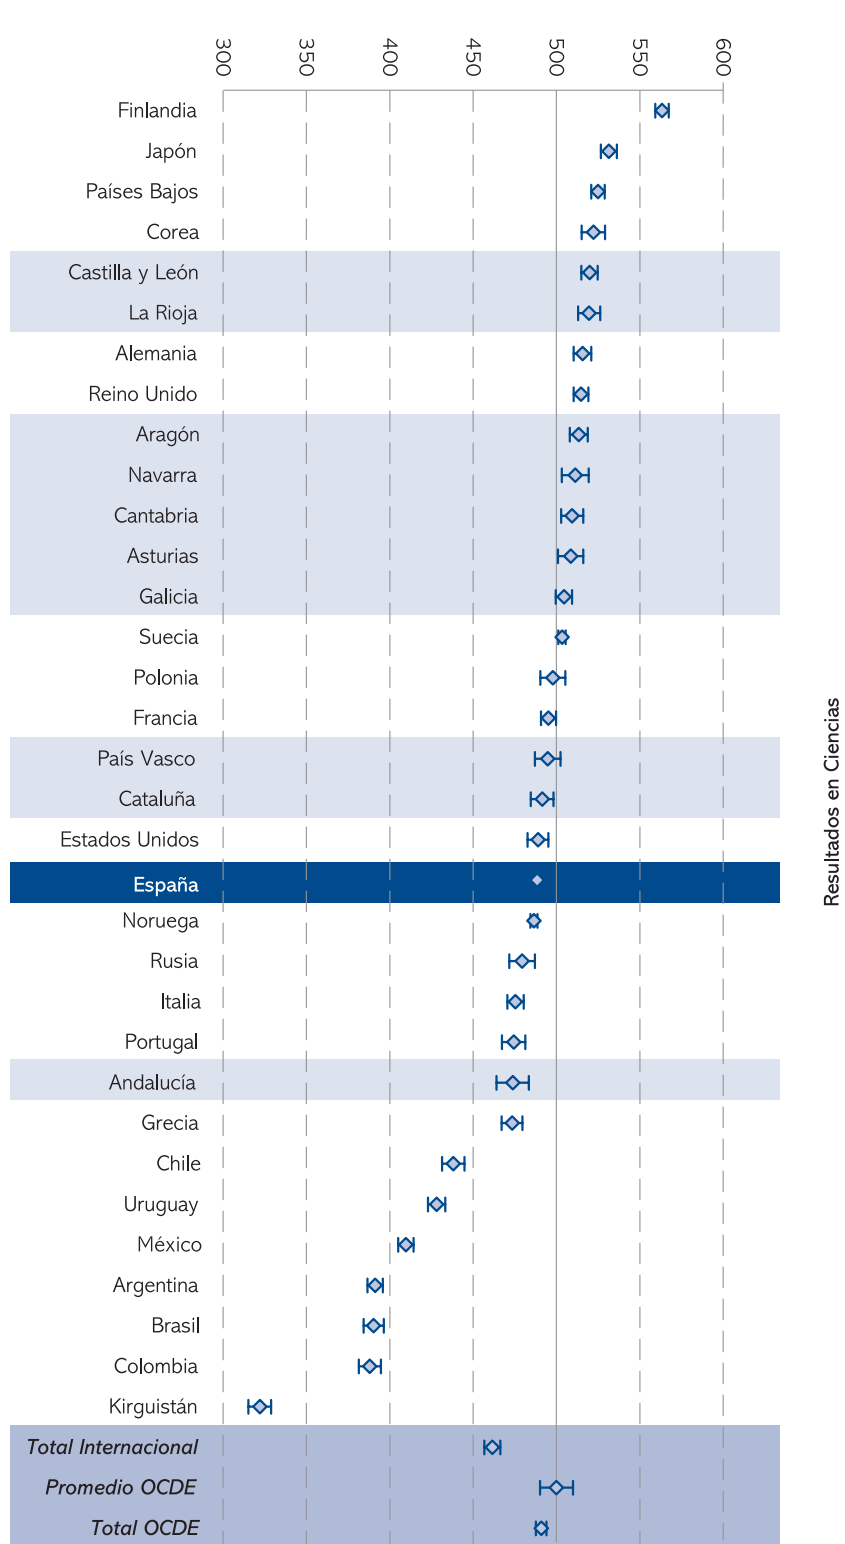 300
350
400
450
500
550
600
Finlandia
Japón
Países Bajos
Corea
Castilla y León
La Rioja
Alemania
Reino Unido
Aragón
Navarra
Cantabria
Asturias
Galicia
Suecia
Polonia
Francia
País Vasco
Cataluña
Estados Unidos
España
Noruega
Rusia
Italia
Portugal
Andalucía
Grecia
Chile
Uruguay
México
Argentina
Brasil
Colombia
Kirguistán
Total Internacional
Promedio OCDE
Total OCDE
Resultados en Ciencias